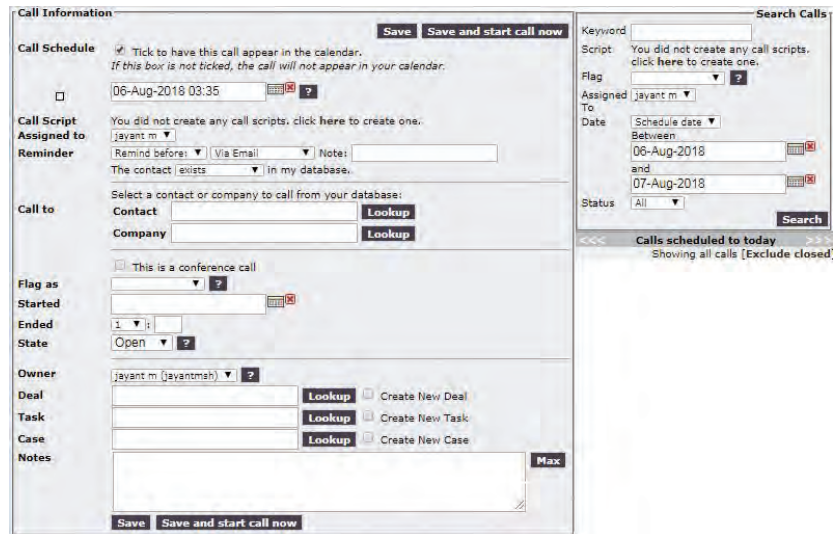 Call Information
Save Save and start call now
Call Schedule Tick to have this call appear in the calendar.
If this box is not ticked, the call will not appear in your calendar.
06-Aug-2018 03:35 ?
Call Script You did not create any call scripts. click here to create one.
Assigned to jayant m
Reminder Remind before: Via Email Note:
The contact exists in my database.
Select a contact or company to call from your database:
Call to Contact Lookup
Company Lookup
This is a conference call
Flag as ?
Started
Ended 1 :
State Open ?
Owner jayant m (jayantmsh) ?
Deal Lookup Create New Deal
Task Lookup Create New Task
Case Lookup Create New Case
Notes Max
Save Save and start call now
Search Calls
Keyword
Script You did not create any call scripts.
click here to create one.
Flag ?
Assigned jayant m
To
Date Schedule date
Between
06-Aug-2018
and
07-Aug-2018
Status All
Search
<<< Calls scheduled to today >>>
Showing all calls [Exclude closed]